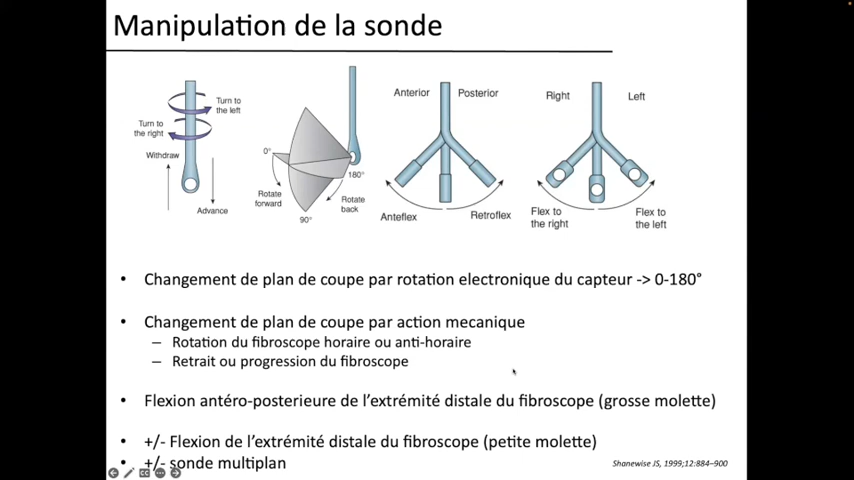 Manipulation de la sonde
Turn to
the left
Turn to
the right
Withdraw
Advance
0°
180°
Rotate
forward
Rotate
back
90°
Anterior
Posterior
Anteflex
Retroflex
Right
Left
Flex to
the right
Flex to
the left
• Changement de plan de coupe par rotation electronique du capteur -> 0-180°
• Changement de plan de coupe par action mecanique
– Rotation du fibroscope horaire ou anti-horaire
– Retrait ou progression du fibroscope
• Flexion antéro-posterieure de l'extrémité distale du fibroscope (grosse molette)
• +/- Flexion de l'extrémité distale du fibroscope (petite molette)
• +/- sonde multiplan
Shanewise JS, 1999;12:884–900